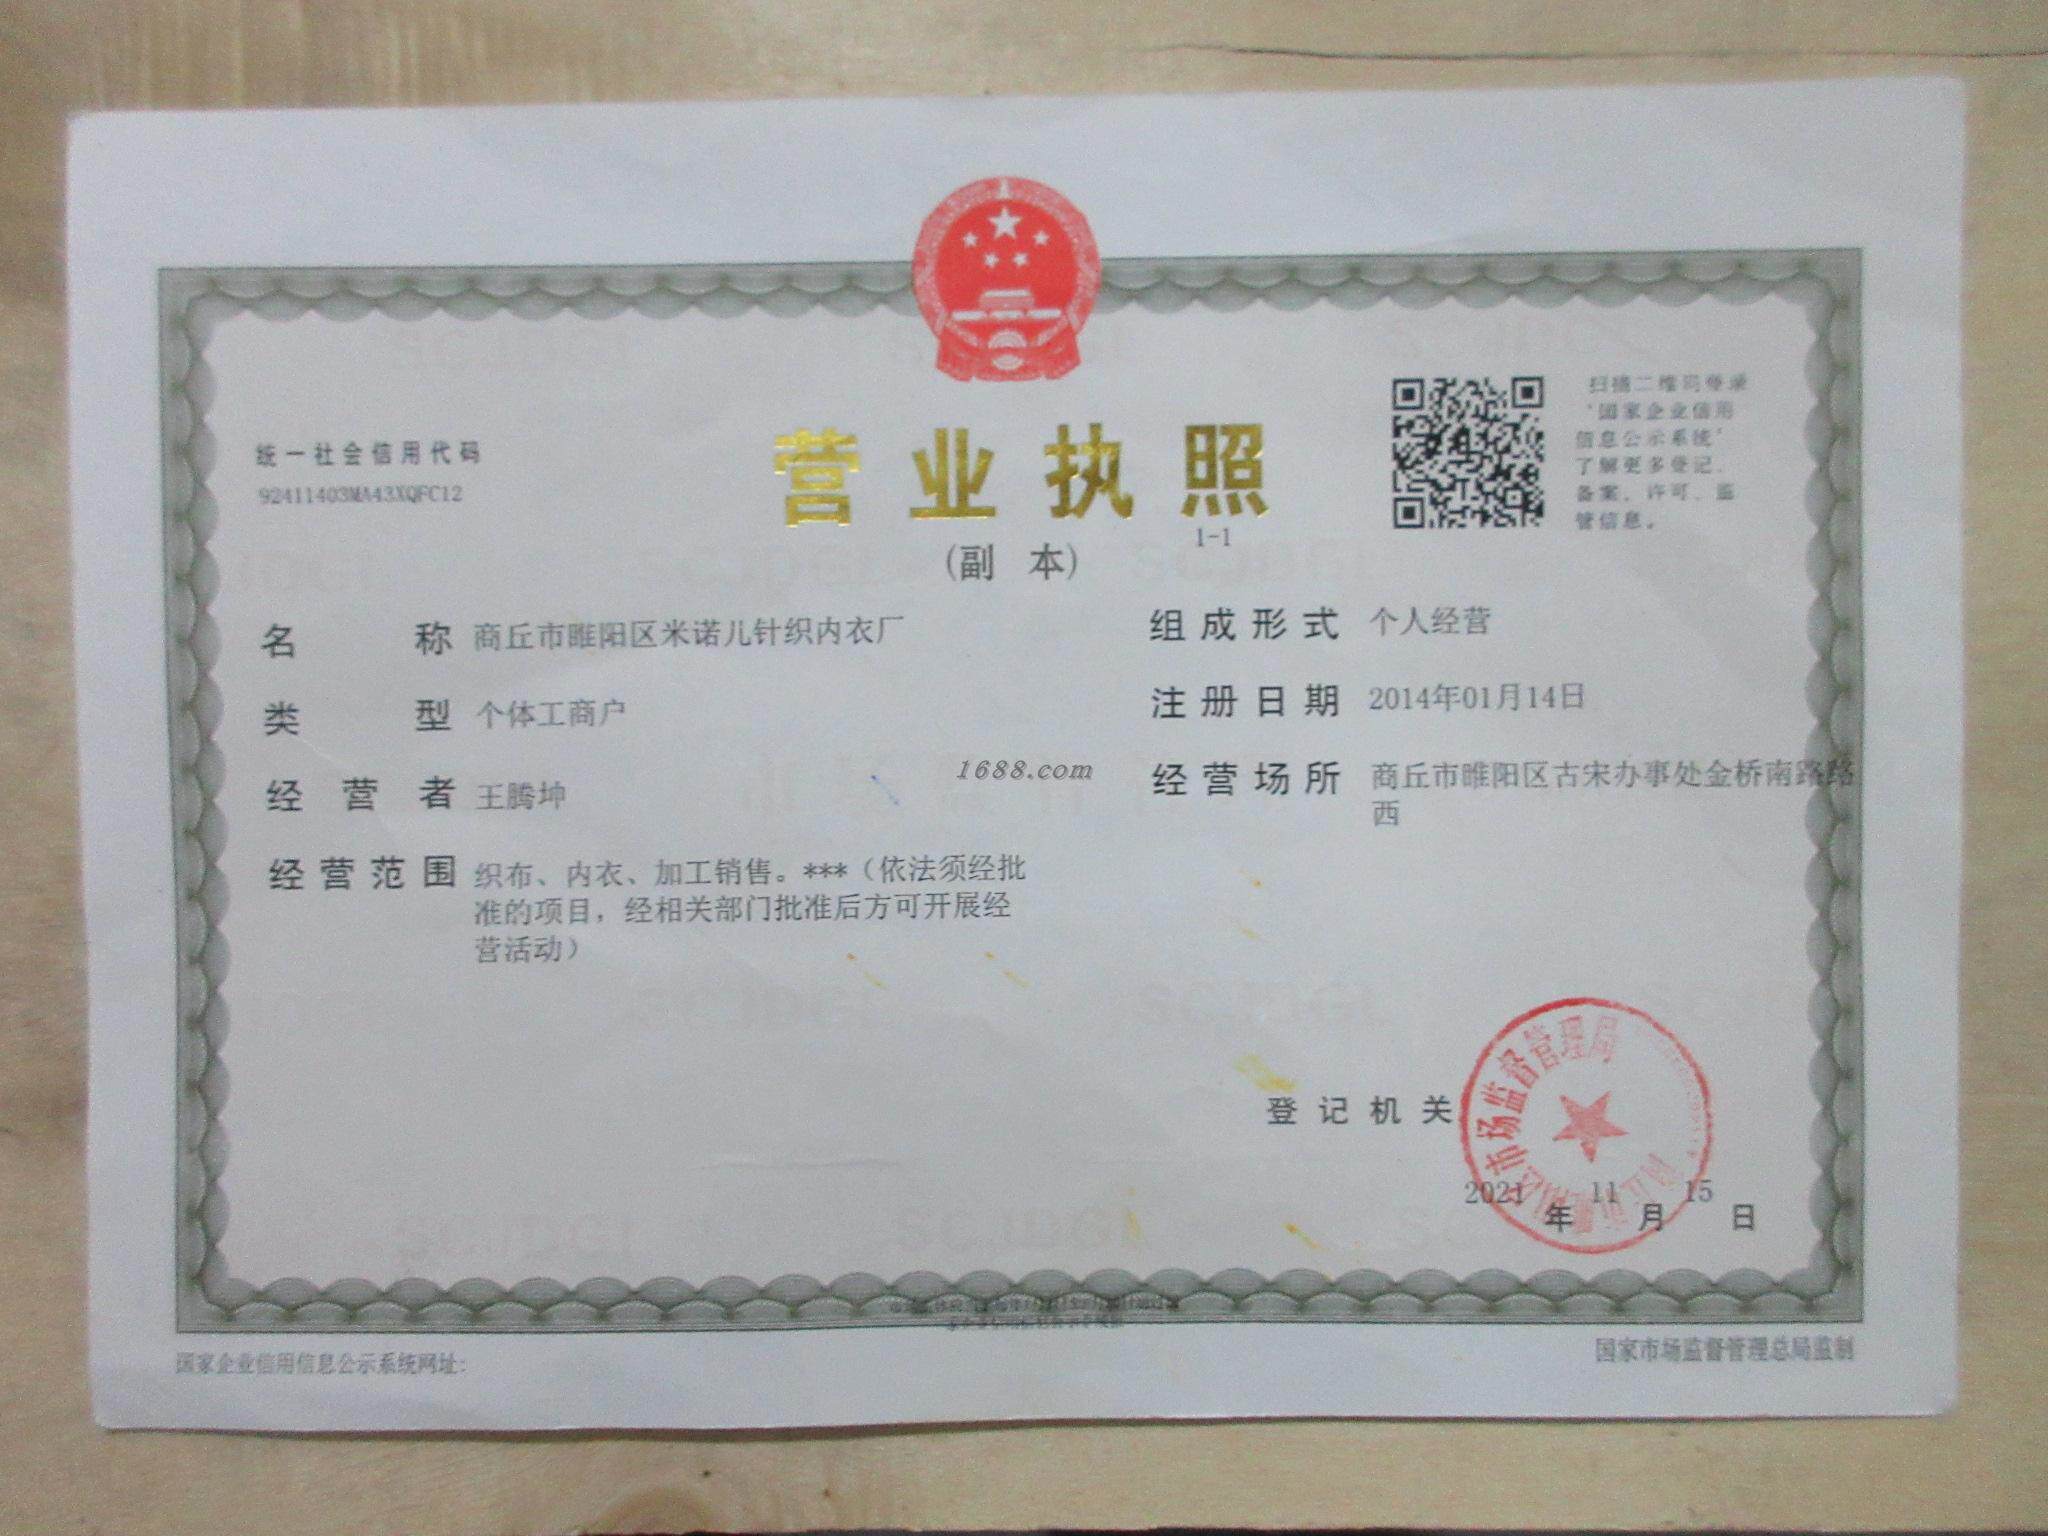 统一社会信用代码
92411403MA43XQFC12
营业执照
(副 本)
1-1
扫描二维码登录
‘国家企业信用
信息公示系统’
了解更多登记、
备案、许可、监
管信息。
名 称 商丘市睢阳区米诺儿针织内衣厂
类 型 个体工商户
经 营 者 王腾坤
经营范围 织布、内衣、加工销售。***（依法须经批
准的项目，经相关部门批准后方可开展经
营活动）
组成形式 个人经营
注册日期 2014年01月14日
经营场所 商丘市睢阳区古宋办事处金桥南路路
西
1688.com
登记机关
市场监督管理局
2021年11月15日
国家企业信用信息公示系统网址:
国家市场监督管理总局监制